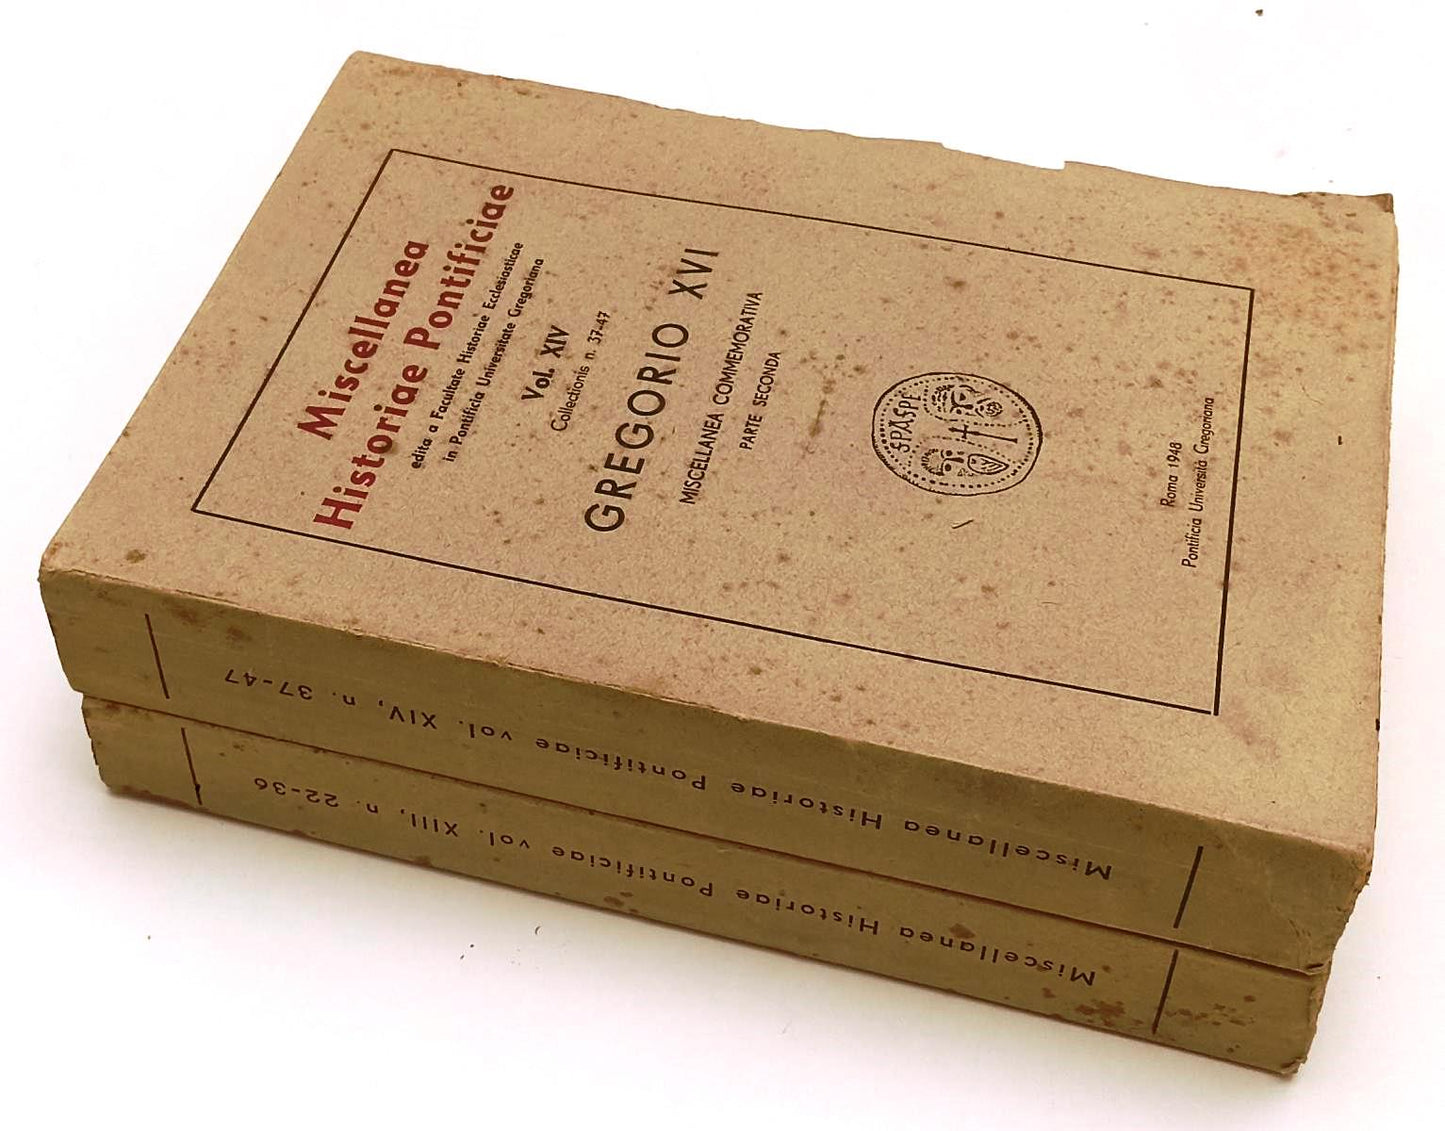 Miscellanea
Historiae Pontificiae
edita a Facultate Historiae Ecclesiasticae
in Pontificia Universitate Gregoriana
Vol. XIV
Collectionis n. 37-47
GREGORIO XVI
MISCELLANEA COMMEMORATIVA
PARTE SECONDA
SPASPE
Roma 1948
Pontificia Università Gregoriana
Miscellanea Historiae Pontificiae vol. XIV, n. 37-47
Miscellanea Historiae Pontificiae vol. XIII, n. 22-36